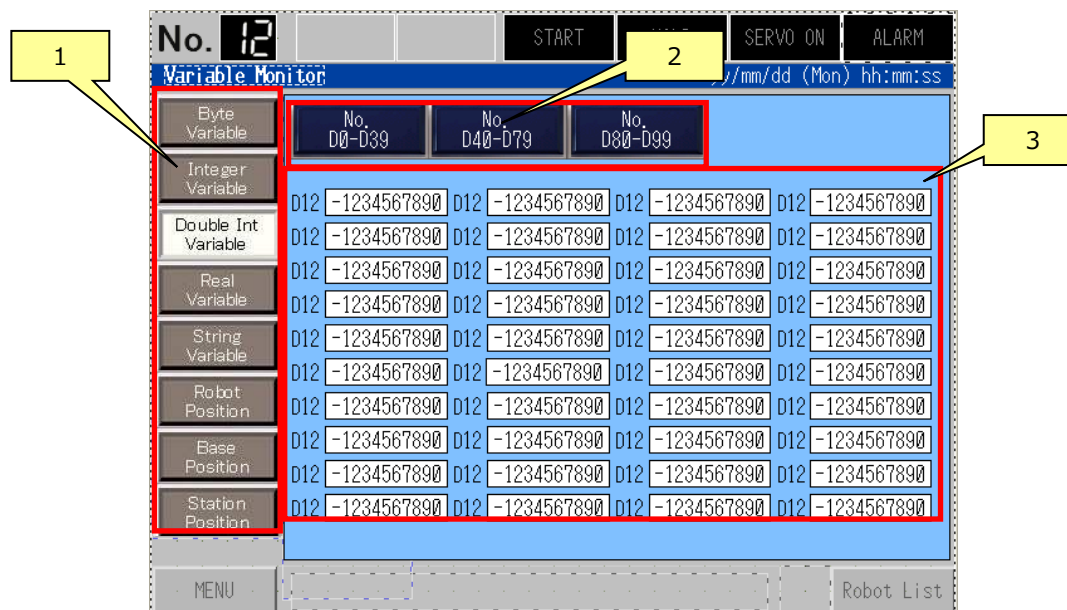 No. 12
START
SERVO ON
ALARM
1
2
3
Variable Monitor
/mm/dd (Mon) hh:mm:ss
Byte
Variable
Integer
Variable
Double Int
Variable
Real
Variable
String
Variable
Robot
Position
Base
Position
Station
Position
No.
D0-D39
No.
D40-D79
No.
D80-D99
D12 -1234567890 D12 -1234567890 D12 -1234567890 D12 -1234567890
D12 -1234567890 D12 -1234567890 D12 -1234567890 D12 -1234567890
D12 -1234567890 D12 -1234567890 D12 -1234567890 D12 -1234567890
D12 -1234567890 D12 -1234567890 D12 -1234567890 D12 -1234567890
D12 -1234567890 D12 -1234567890 D12 -1234567890 D12 -1234567890
D12 -1234567890 D12 -1234567890 D12 -1234567890 D12 -1234567890
D12 -1234567890 D12 -1234567890 D12 -1234567890 D12 -1234567890
D12 -1234567890 D12 -1234567890 D12 -1234567890 D12 -1234567890
D12 -1234567890 D12 -1234567890 D12 -1234567890 D12 -1234567890
D12 -1234567890 D12 -1234567890 D12 -1234567890 D12 -1234567890
MENU
Robot List